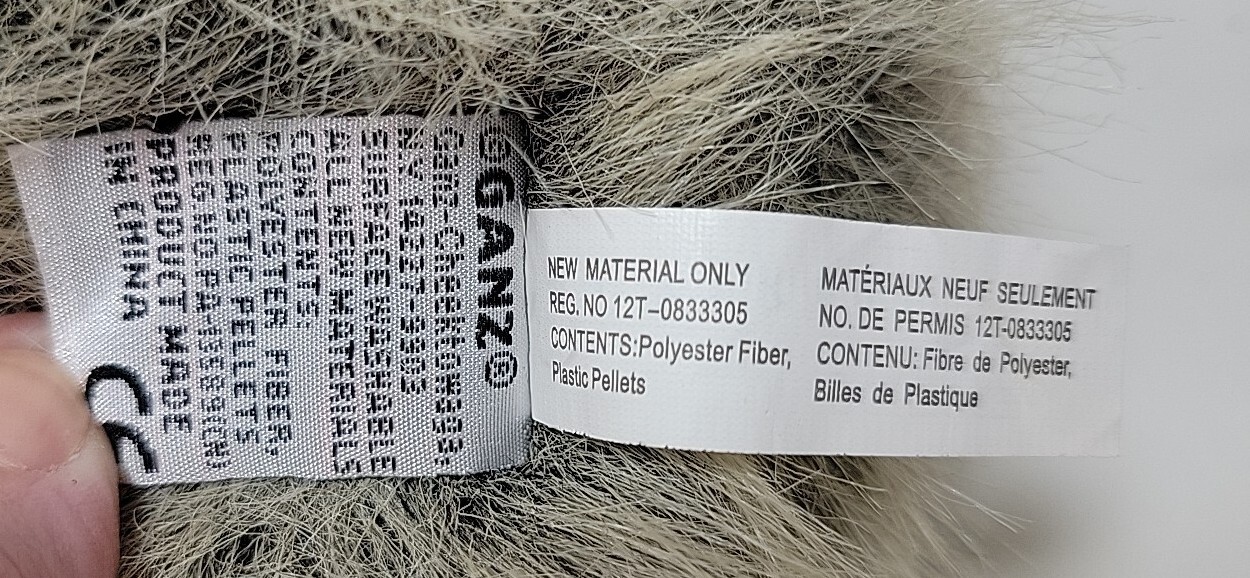 GANZ®
SURFACE WASHABLE
ALL NEW MATERIALS
CONTENTS:
POLYESTER FIBER,
PLASTIC PELLETS
REG NO
PRODUCT MADE
IN CHINA
CE
NEW MATERIAL ONLY
REG. NO 12T–0833305
CONTENTS:Polyester Fiber,
Plastic Pellets
MATÉRIAUX NEUF SEULEMENT
NO. DE PERMIS 12T-0833305
CONTENU: Fibre de Polyester,
Billes de Plastique